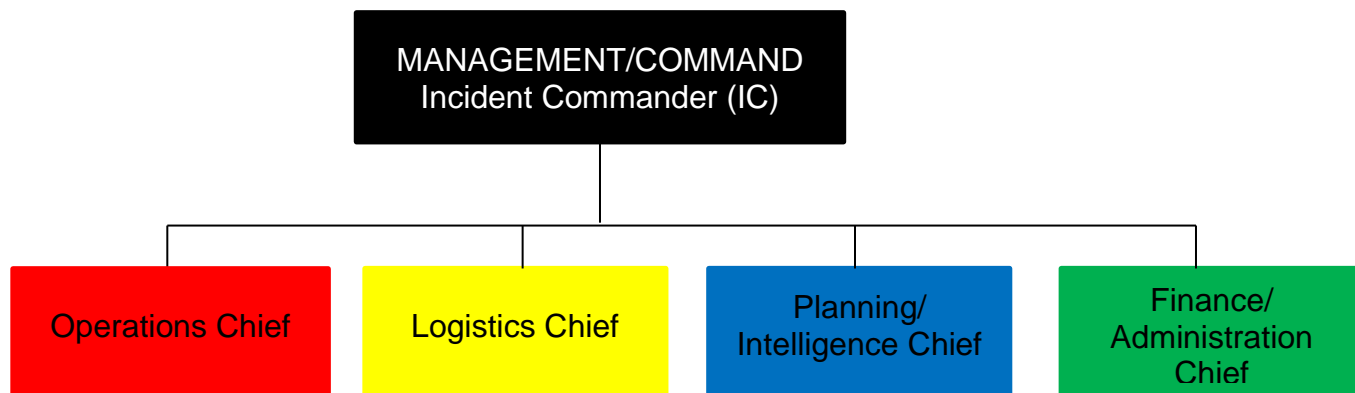 MANAGEMENT/COMMAND
Incident Commander (IC)
Operations Chief
Logistics Chief
Planning/
Intelligence Chief
Finance/
Administration
Chief